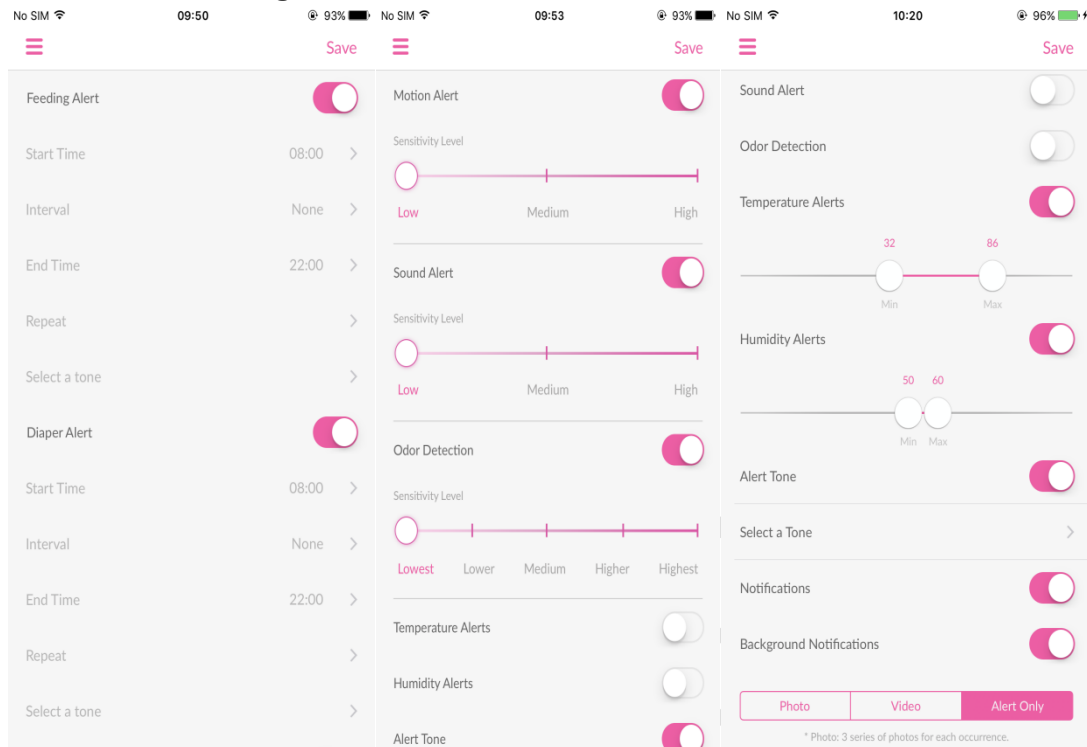 No SIM 09:50 93%
Save
Feeding Alert
Start Time 08:00
Interval None
End Time 22:00
Repeat
Select a tone
Diaper Alert
Start Time 08:00
Interval None
End Time 22:00
Repeat
Select a tone
No SIM 09:53 93%
Save
Motion Alert
Sensitivity Level
Low Medium High
Sound Alert
Sensitivity Level
Low Medium High
Odor Detection
Sensitivity Level
Lowest Lower Medium Higher Highest
Temperature Alerts
Humidity Alerts
Alert Tone
No SIM 10:20 96%
Save
Sound Alert
Odor Detection
Temperature Alerts
32 86
Min Max
Humidity Alerts
50 60
Min Max
Alert Tone
Select a Tone
Notifications
Background Notifications
Photo Video Alert Only
* Photo: 3 series of photos for each occurrence.